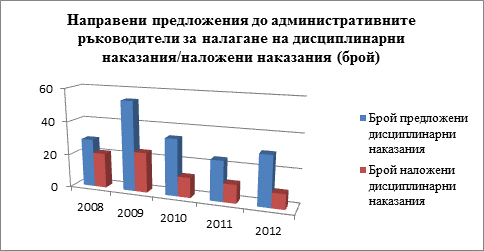 Направени предложения до административните
ръководители за налагане на дисциплинарни
наказания/наложени наказания (брой)
60
40
20
0
2008
2009
2010
2011
2012
Брой предложени
дисциплинарни
наказания
Брой наложени
дисциплинарни
наказания